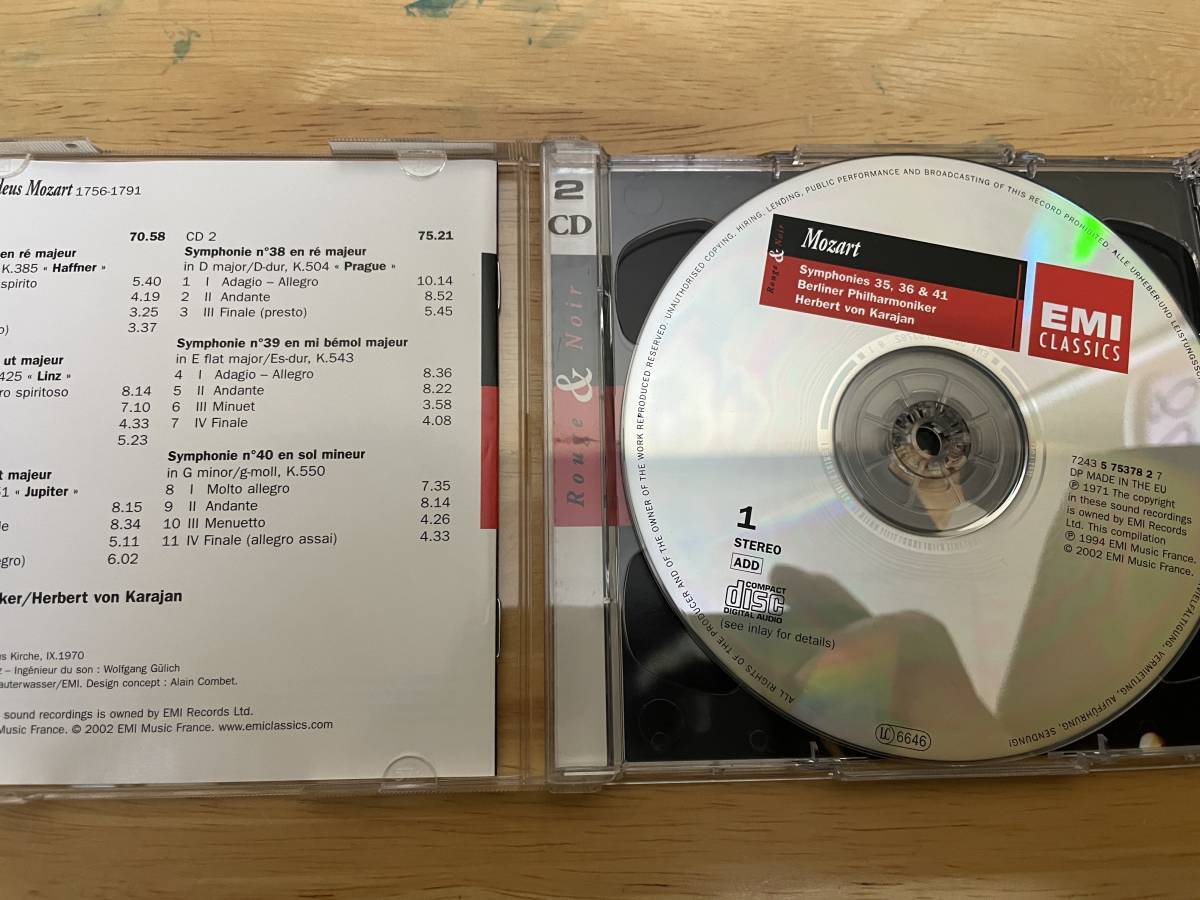 deus Mozart 1756-1791
70.58
en ré majeur
K.385 « Haffner »
spirito 5.40
4.19
3.25
o) 3.37
ut majeur
425 « Linz »
ro spiritoso 8.14
7.10
4.33
5.23
t majeur
51 « Jupiter »
8.15
le 8.34
5.11
egro) 6.02
CD 2 75.21
Symphonie n°38 en ré majeur
in D major/D-dur, K.504 « Prague »
1 I Adagio – Allegro 10.14
2 II Andante 8.52
3 III Finale (presto) 5.45
Symphonie n°39 en mi bémol majeur
in E flat major/Es-dur, K.543
4 I Adagio – Allegro 8.36
5 II Andante 8.22
6 III Minuet 3.58
7 IV Finale 4.08
Symphonie n°40 en sol mineur
in G minor/g-moll, K.550
8 I Molto allegro 7.35
9 II Andante 8.14
10 III Menuetto 4.26
11 IV Finale (allegro assai) 4.33
ker/Herbert von Karajan
us Kirche, IX.1970
z – Ingénieur du son : Wolfgang Gülich
auterwasser/EMI. Design concept : Alain Combet.
sound recordings is owned by EMI Records Ltd.
Music France. © 2002 EMI Music France. www.emiclassics.com
2
CD
Rouge & Noir
Rouge & Noir
Mozart
Symphonies 35, 36 & 41
Berliner Philharmoniker
Herbert von Karajan
EMI
CLASSICS
7243 5 75378 2 7
DP MADE IN THE EU
℗ 1971 The copyright
in these sound recordings
is owned by EMI Records
Ltd. This compilation
℗ 1994 EMI Music France.
© 2002 EMI Music France.
1
STEREO
ADD
COMPACT
disc
DIGITAL AUDIO
(see inlay for details)
LC 6646
ALL RIGHTS OF THE PRODUCER AND OF THE OWNER OF THE WORK REPRODUCED RESERVED. UNAUTHORISED COPYING, HIRING, LENDING, PUBLIC PERFORMANCE AND BROADCASTING OF THIS RECORD PROHIBITED. ALLE URHEBER-UND LEISTUNGSSCH
VERVIELFÄLTIGUNG, VERMIETUNG, AUFFÜHRUNG, SENDUNG!